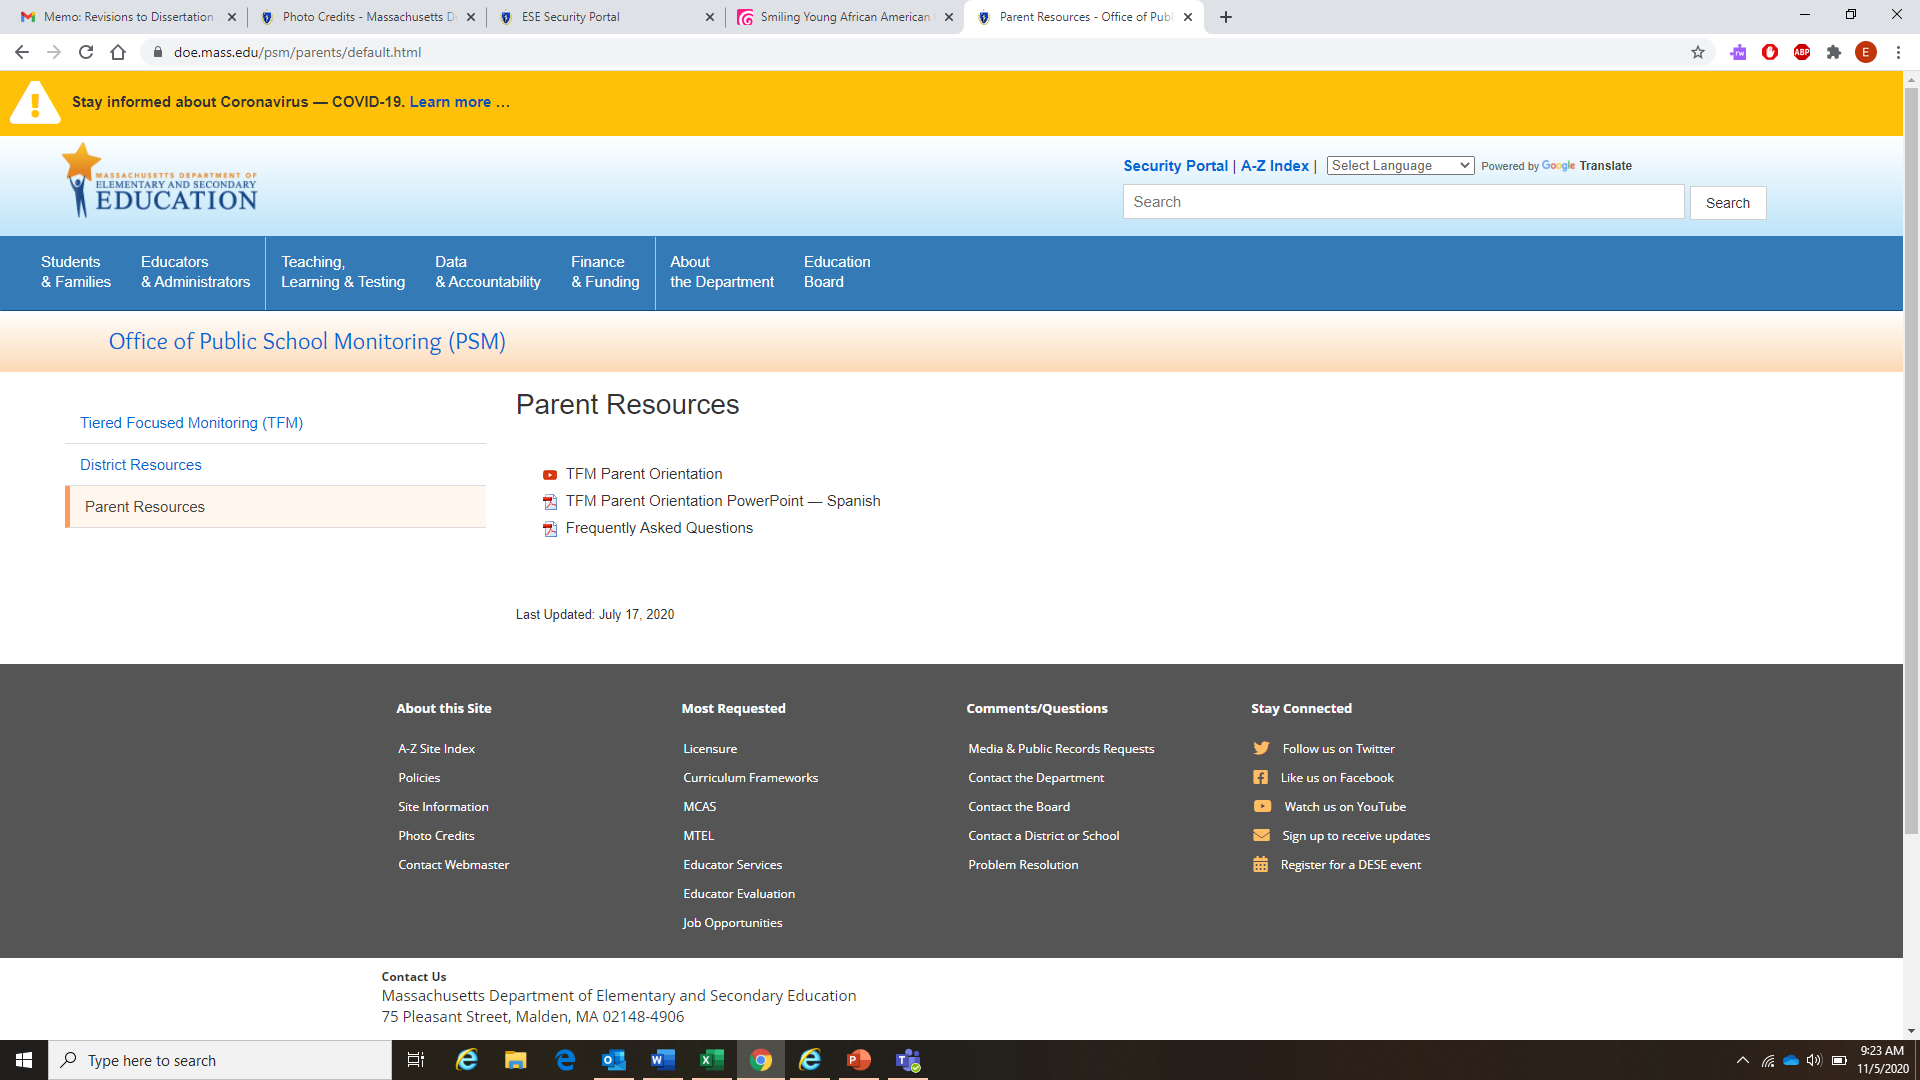 Memo: Revisions to Dissertation
Photo Credits - Massachusetts D
ESE Security Portal
Smiling Young African American
Parent Resources - Office of Publ
doe.mass.edu/psm/parents/default.html
rw
ABP
E
Stay informed about Coronavirus — COVID-19. Learn more ...
MASSACHUSETTS DEPARTMENT OF
ELEMENTARY AND SECONDARY
EDUCATION
Security Portal | A-Z Index | Select Language Powered by Google Translate
Search Search
Students
& Families
Educators
& Administrators
Teaching,
Learning & Testing
Data
& Accountability
Finance
& Funding
About
the Department
Education
Board
Office of Public School Monitoring (PSM)
Tiered Focused Monitoring (TFM)
District Resources
Parent Resources
Parent Resources
TFM Parent Orientation
TFM Parent Orientation PowerPoint — Spanish
Frequently Asked Questions
Last Updated: July 17, 2020
About this Site
A-Z Site Index
Policies
Site Information
Photo Credits
Contact Webmaster
Most Requested
Licensure
Curriculum Frameworks
MCAS
MTEL
Educator Services
Educator Evaluation
Job Opportunities
Comments/Questions
Media & Public Records Requests
Contact the Department
Contact the Board
Contact a District or School
Problem Resolution
Stay Connected
Follow us on Twitter
Like us on Facebook
Watch us on YouTube
Sign up to receive updates
Register for a DESE event
Contact Us
Massachusetts Department of Elementary and Secondary Education
75 Pleasant Street, Malden, MA 02148-4906
Type here to search
9:23 AM
11/5/2020